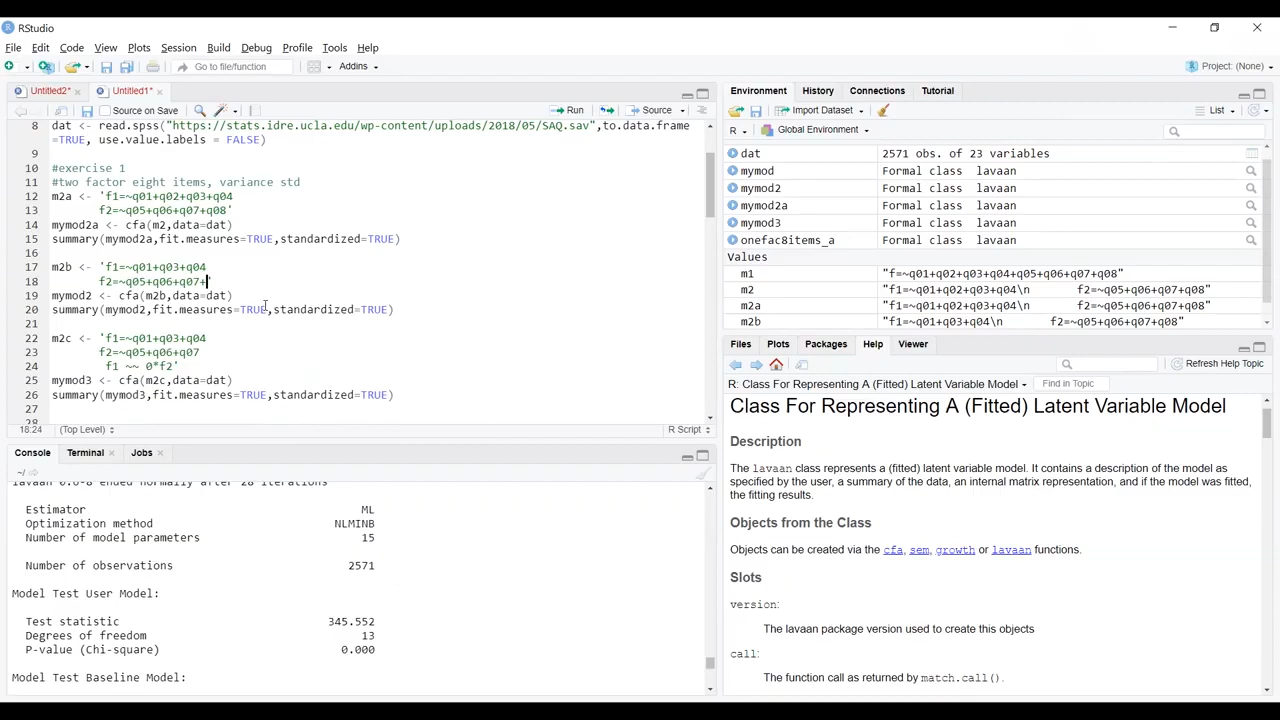 RStudio
File Edit Code View Plots Session Build Debug Profile Tools Help
Go to file/function Addins Project: (None)
Untitled2* Untitled1*
Source on Save Run Source
8 dat <- read.spss("https://stats.idre.ucla.edu/wp-content/uploads/2018/05/SAQ.sav",to.data.frame
=TRUE, use.value.labels = FALSE)
9
10 #exercise 1
11 #two factor eight items, variance std
12 m2a <- 'f1=~q01+q02+q03+q04
13 f2=~q05+q06+q07+q08'
14 mymod2a <- cfa(m2,data=dat)
15 summary(mymod2a,fit.measures=TRUE,standardized=TRUE)
16
17 m2b <- 'f1=~q01+q03+q04
18 f2=~q05+q06+q07+'
19 mymod2 <- cfa(m2b,data=dat)
20 summary(mymod2,fit.measures=TRUE,standardized=TRUE)
21
22 m2c <- 'f1=~q01+q03+q04
23 f2=~q05+q06+q07
24 f1 ~~ 0*f2'
25 mymod3 <- cfa(m2c,data=dat)
26 summary(mymod3,fit.measures=TRUE,standardized=TRUE)
27
28
18:24 (Top Level) R Script
Console Terminal Jobs
~/
lavaan 0.6-8 ended normally after 28 iterations
Estimator ML
Optimization method NLMINB
Number of model parameters 15
Number of observations 2571
Model Test User Model:
Test statistic 345.552
Degrees of freedom 13
P-value (Chi-square) 0.000
Model Test Baseline Model:
Environment History Connections Tutorial
Import Dataset List
R Global Environment
dat 2571 obs. of 23 variables
mymod Formal class lavaan
mymod2 Formal class lavaan
mymod2a Formal class lavaan
mymod3 Formal class lavaan
onefac8items_a Formal class lavaan
Values
m1 "f=~q01+q02+q03+q04+q05+q06+q07+q08"
m2 "f1=~q01+q02+q03+q04\n f2=~q05+q06+q07+q08"
m2a "f1=~q01+q02+q03+q04\n f2=~q05+q06+q07+q08"
m2b "f1=~q01+q03+q04\n f2=~q05+q06+q07+q08"
Files Plots Packages Help Viewer
Refresh Help Topic
R: Class For Representing A (Fitted) Latent Variable Model Find in Topic
Class For Representing A (Fitted) Latent Variable Model
Description
The lavaan class represents a (fitted) latent variable model. It contains a description of the model as
specified by the user, a summary of the data, an internal matrix representation, and if the model was fitted,
the fitting results.
Objects from the Class
Objects can be created via the cfa, sem, growth or lavaan functions.
Slots
version:
The lavaan package version used to create this objects
call:
The function call as returned by match.call().